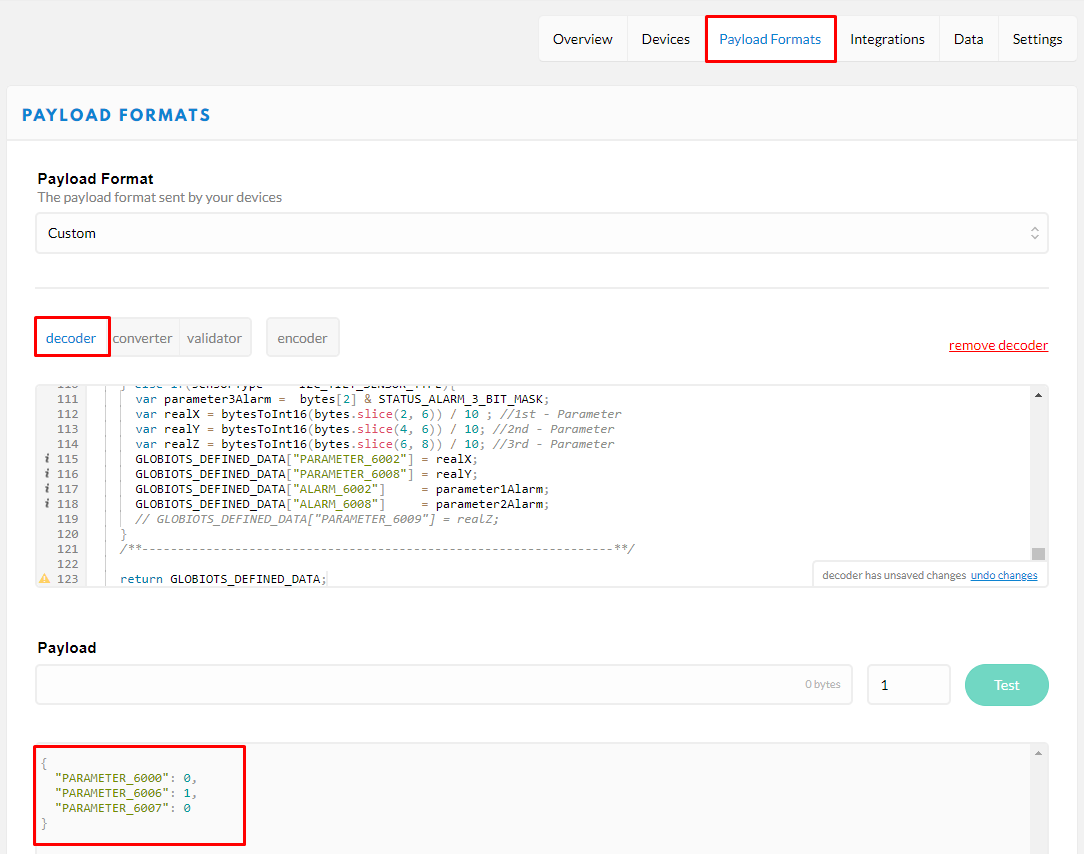 Overview Devices Payload Formats Integrations Data Settings
PAYLOAD FORMATS
Payload Format
The payload format sent by your devices
Custom
decoder converter validator encoder
remove decoder
111 var parameter3Alarm = bytes[2] & STATUS_ALARM_3_BIT_MASK;
112 var realX = bytesToInt16(bytes.slice(2, 6)) / 10 ; //1st - Parameter
113 var realY = bytesToInt16(bytes.slice(4, 6)) / 10; //2nd - Parameter
114 var realZ = bytesToInt16(bytes.slice(6, 8)) / 10; //3rd - Parameter
i 115 GLOBIOTS_DEFINED_DATA["PARAMETER_6002"] = realX;
i 116 GLOBIOTS_DEFINED_DATA["PARAMETER_6008"] = realY;
i 117 GLOBIOTS_DEFINED_DATA["ALARM_6002"] = parameter1Alarm;
i 118 GLOBIOTS_DEFINED_DATA["ALARM_6008"] = parameter2Alarm;
119 // GLOBIOTS_DEFINED_DATA["PARAMETER_6009"] = realZ;
120 }
121 /**------------------------------------------------------------------**/
122
123 return GLOBIOTS_DEFINED_DATA;
decoder has unsaved changes undo changes
Payload
0 bytes 1 Test
{
"PARAMETER_6000": 0,
"PARAMETER_6006": 1,
"PARAMETER_6007": 0
}